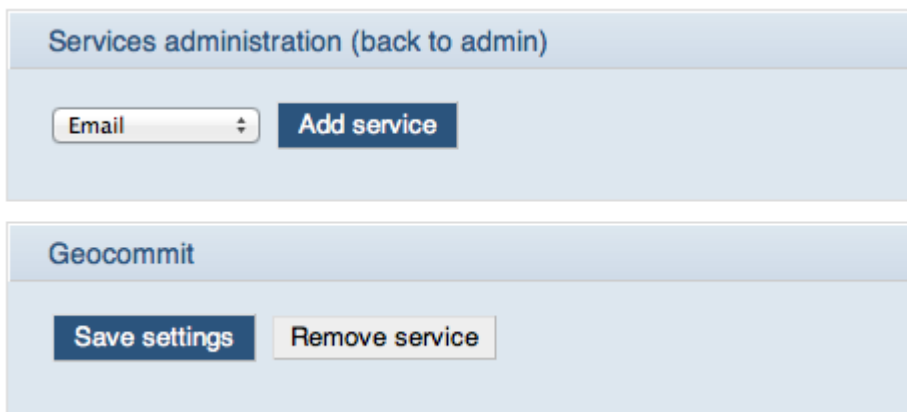 Services administration (back to admin)
Email Add service
Geocommit
Save settings Remove service